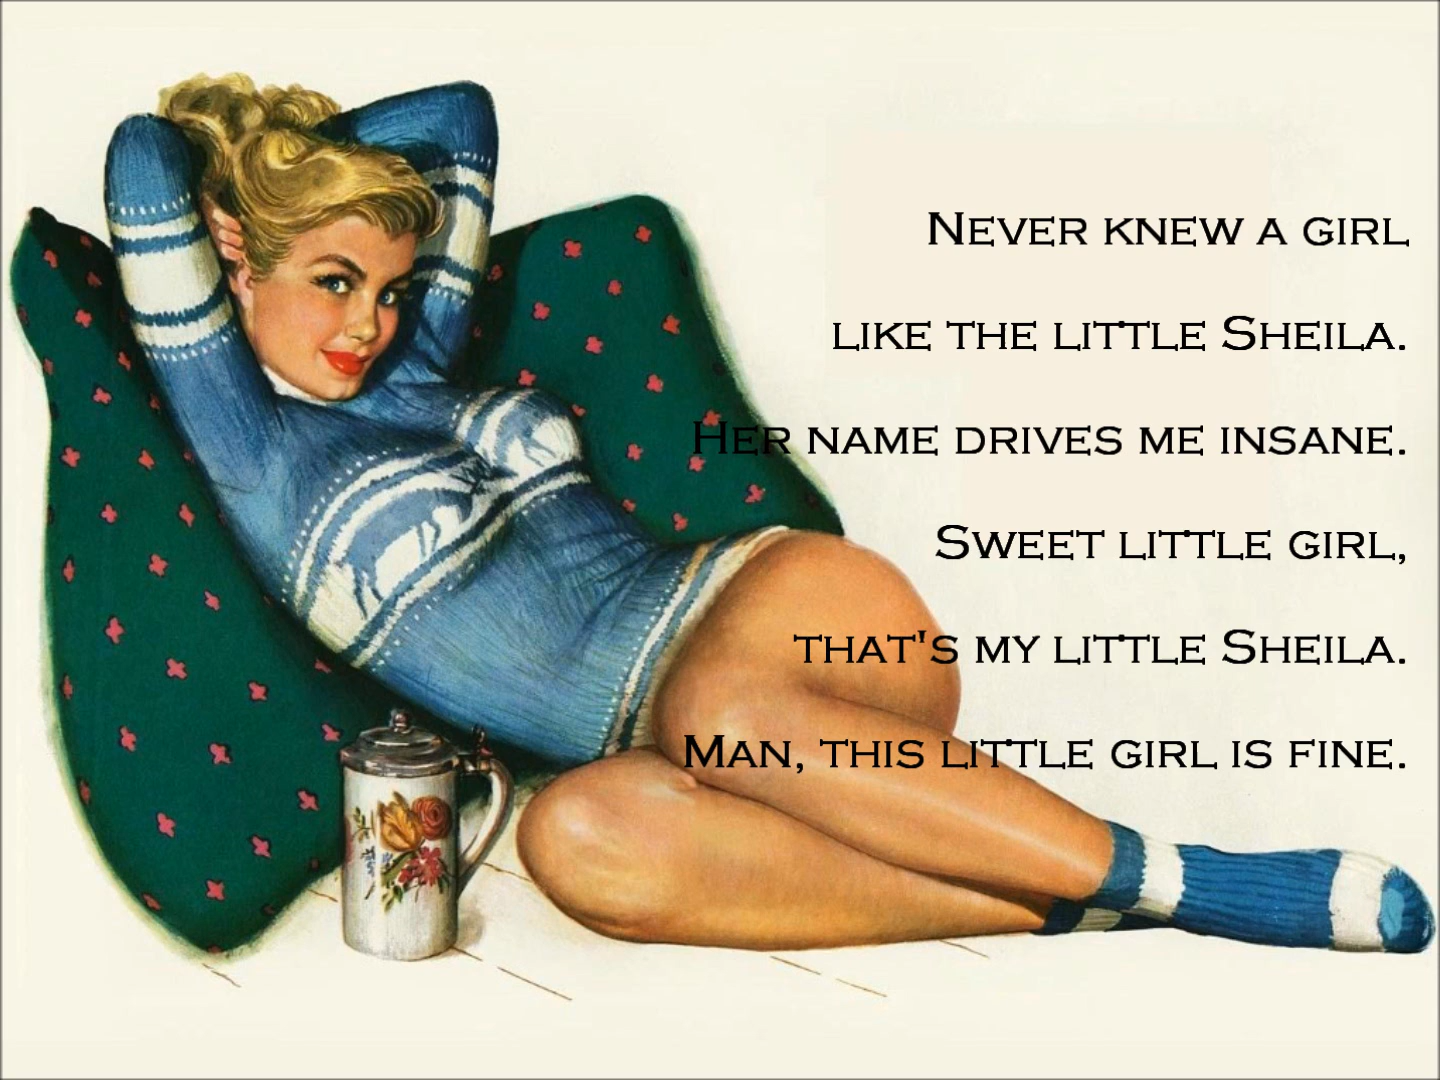 Never knew a girl
like the little Sheila.
Her name drives me insane.
Sweet little girl,
that's my little Sheila.
Man, this little girl is fine.